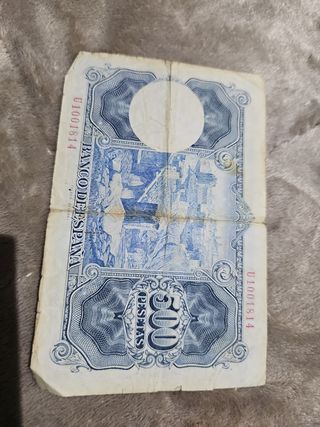 U1001814
BANCO DE ESPAÑA
500
PESETAS
U1001814